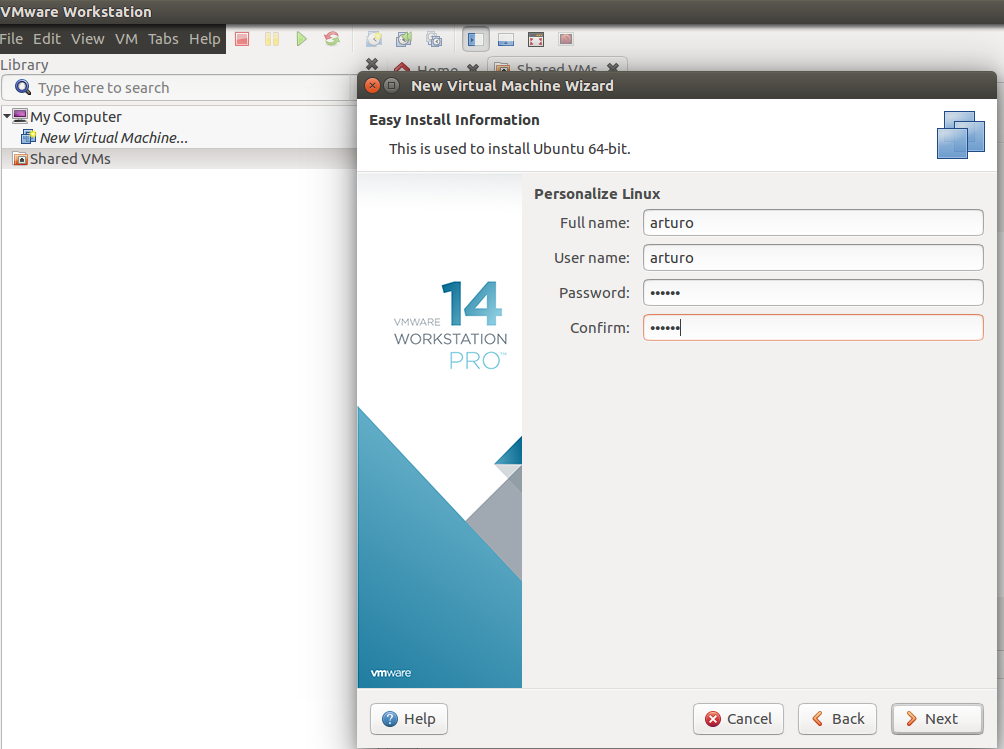 VMware Workstation
File Edit View VM Tabs Help
Library
Home Shared VMs
Type here to search
My Computer
New Virtual Machine...
Shared VMs
New Virtual Machine Wizard
Easy Install Information
This is used to install Ubuntu 64-bit.
Personalize Linux
Full name: arturo
User name: arturo
Password: ••••••
Confirm: ••••••
VMWARE 14
WORKSTATION
PRO™
vmware
Help Cancel Back Next